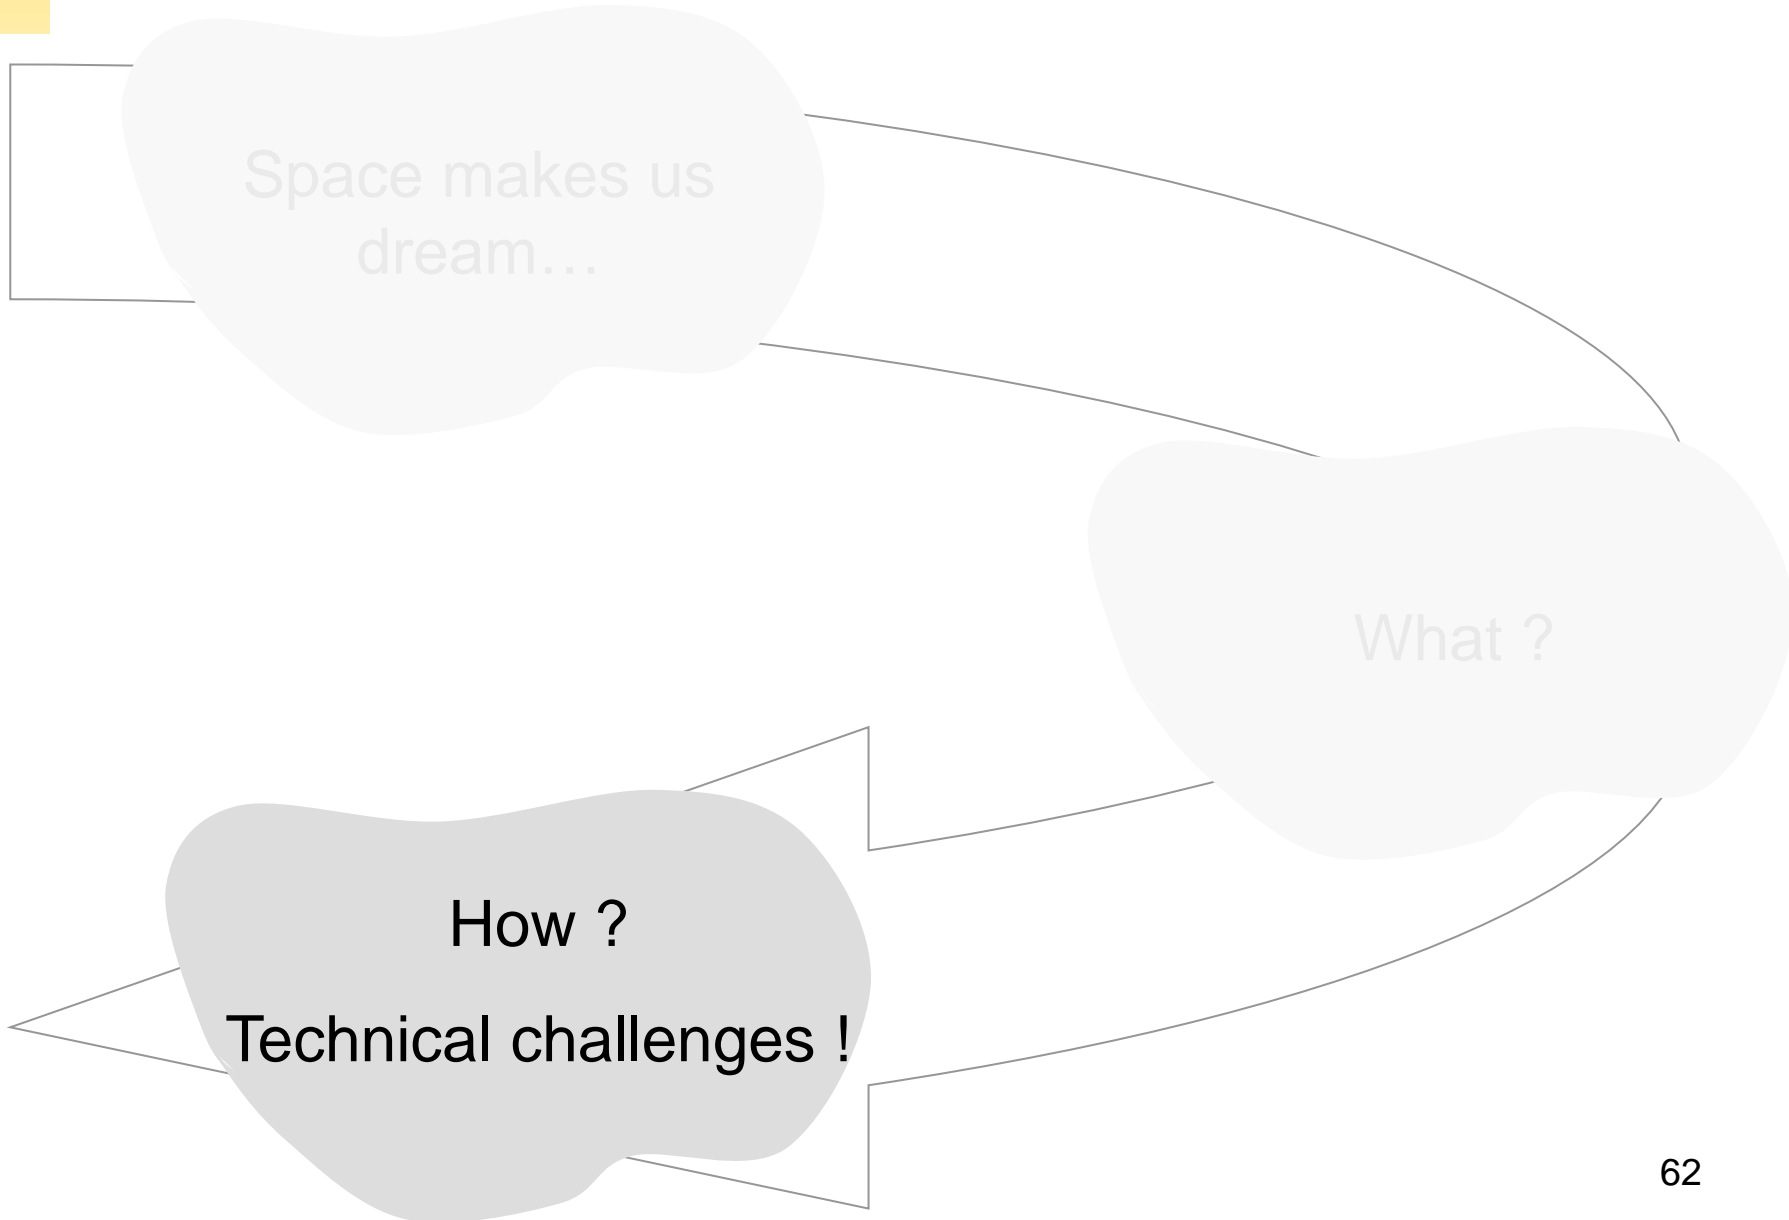 Space makes us
dream…
What ?
How ?
Technical challenges !
62